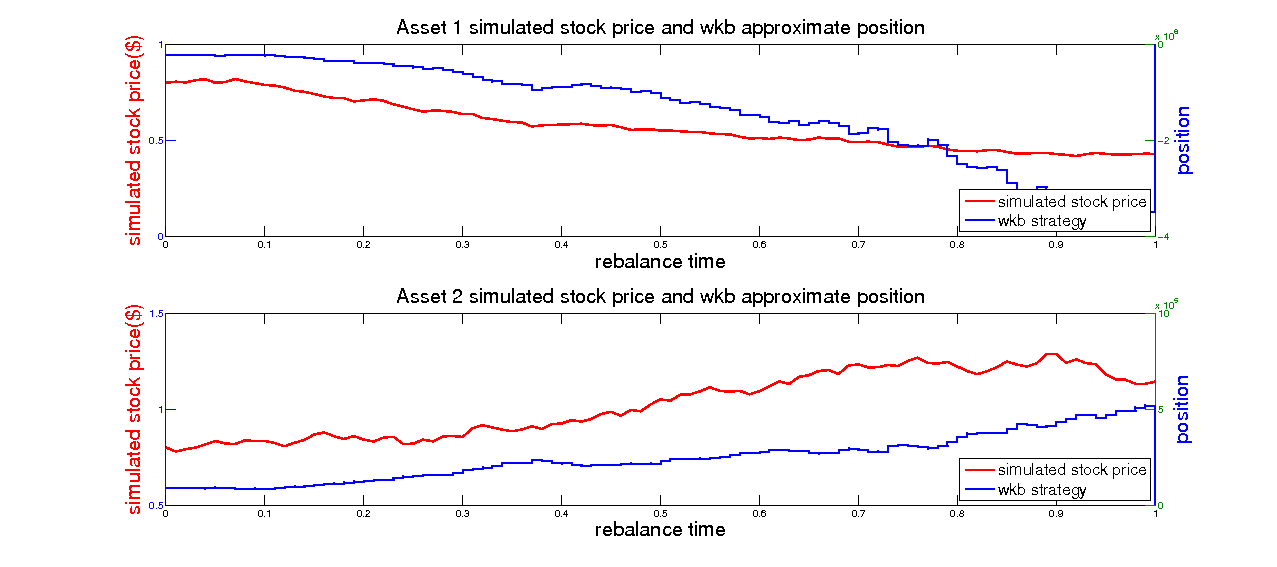 Asset 1 simulated stock price and wkb approximate position
simulated stock price($)
1
0.5
0
0
0.1
0.2
0.3
0.4
0.5
0.6
0.7
0.8
0.9
1
0
-2
-4
position
simulated stock price
wkb strategy
rebalance time
Asset 2 simulated stock price and wkb approximate position
simulated stock price($)
1.5
1
0.5
0
0.1
0.2
0.3
0.4
0.5
0.6
0.7
0.8
0.9
1
10
5
0
position
simulated stock price
wkb strategy
rebalance time